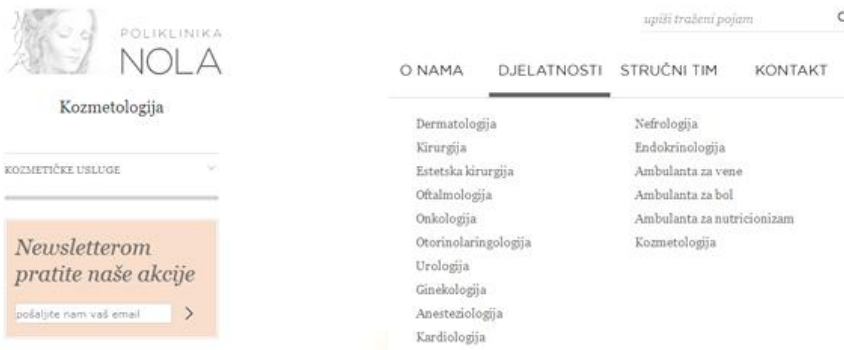 POLIKLINIKA
NOLA
Kozmetologija
KOZMETIČKE USLUGE
Newsletterom
pratite naše akcije
pošaljite nam vaš email
upiši traženi pojam
O NAMA DJELATNOSTI STRUČNI TIM KONTAKT
Dermatologija
Kirurgija
Estetska kirurgija
Oftalmologija
Onkologija
Otorinolaringologija
Urologija
Ginekologija
Anesteziologija
Kardiologija
Nefrologija
Endokrinologija
Ambulanta za vene
Ambulanta za bol
Ambulanta za nutricionizam
Kozmetologija